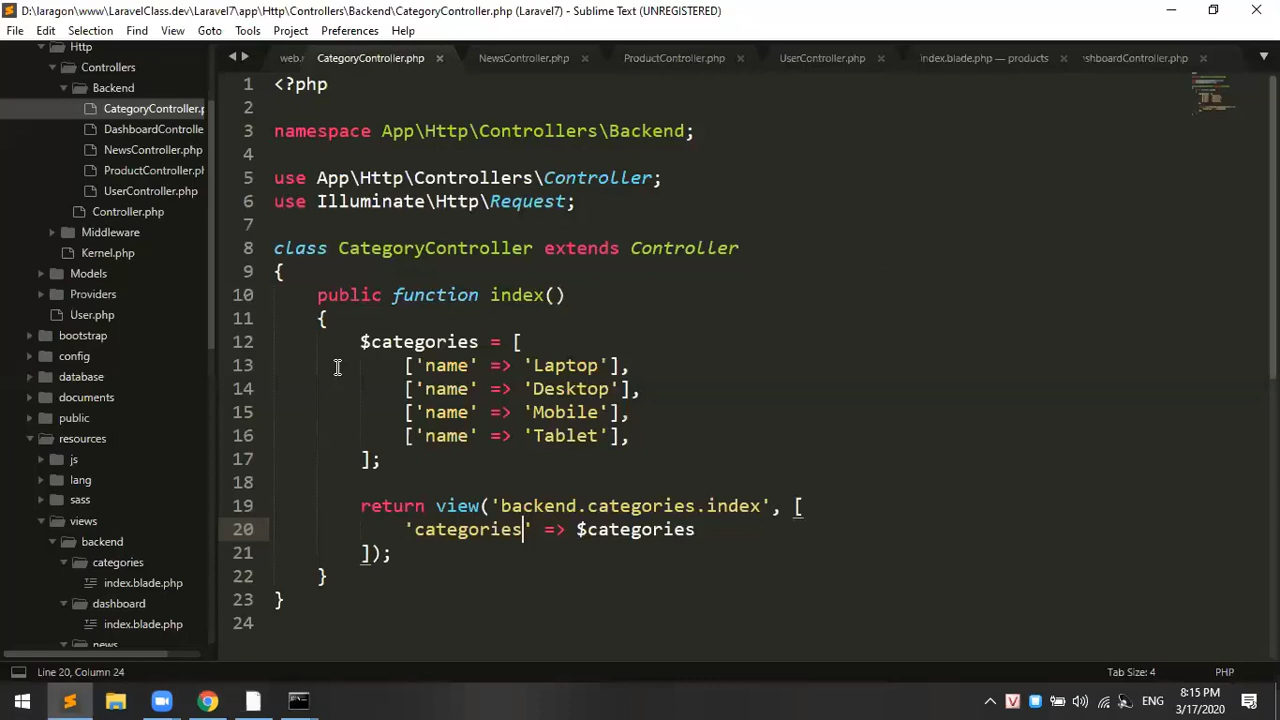 D:\laragon\www\LaravelClass.dev\Laravel7\app\Http\Controllers\Backend\CategoryController.php (Laravel7) - Sublime Text (UNREGISTERED)
File Edit Selection Find View Goto Tools Project Preferences Help
Http
Controllers
Backend
CategoryController.p
DashboardControlle
NewsController.php
ProductController.ph
UserController.php
Controller.php
Middleware
Kernel.php
Models
Providers
User.php
bootstrap
config
database
documents
public
resources
js
lang
sass
views
backend
categories
index.blade.php
dashboard
index.blade.php
news
web.r CategoryController.php × NewsController.php × ProductController.php × UserController.php × index.blade.php — products × ashboardController.php ×
1 <?php
2
3 namespace App\Http\Controllers\Backend;
4
5 use App\Http\Controllers\Controller;
6 use Illuminate\Http\Request;
7
8 class CategoryController extends Controller
9 {
10 public function index()
11 {
12 $categories = [
13 ['name' => 'Laptop'],
14 ['name' => 'Desktop'],
15 ['name' => 'Mobile'],
16 ['name' => 'Tablet'],
17 ];
18
19 return view('backend.categories.index', [
20 'categories' => $categories
21 ]);
22 }
23 }
24
Line 20, Column 24 Tab Size: 4 PHP
ENG 8:15 PM
3/17/2020